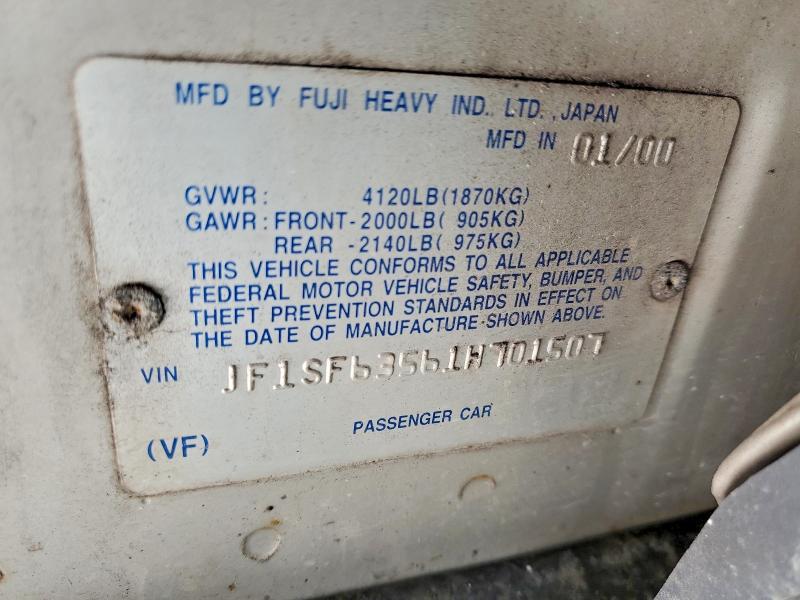 MFD BY FUJI HEAVY IND., LTD., JAPAN
MFD IN 01/00
GVWR: 4120LB(1870KG)
GAWR: FRONT-2000LB( 905KG)
REAR -2140LB( 975KG)
THIS VEHICLE CONFORMS TO ALL APPLICABLE
FEDERAL MOTOR VEHICLE SAFETY, BUMPER, AND
THEFT PREVENTION STANDARDS IN EFFECT ON
THE DATE OF MANUFACTURE SHOWN ABOVE.
VIN JF1SF63561H701507
PASSENGER CAR
(VF)